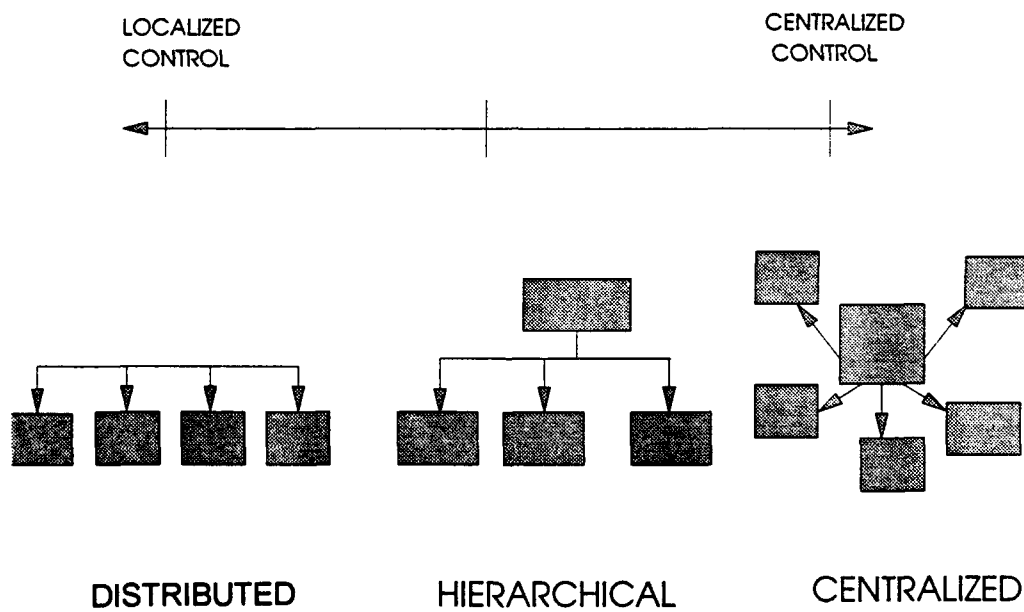 LOCALIZED
CONTROL
CENTRALIZED
CONTROL
DISTRIBUTED
HIERARCHICAL
CENTRALIZED